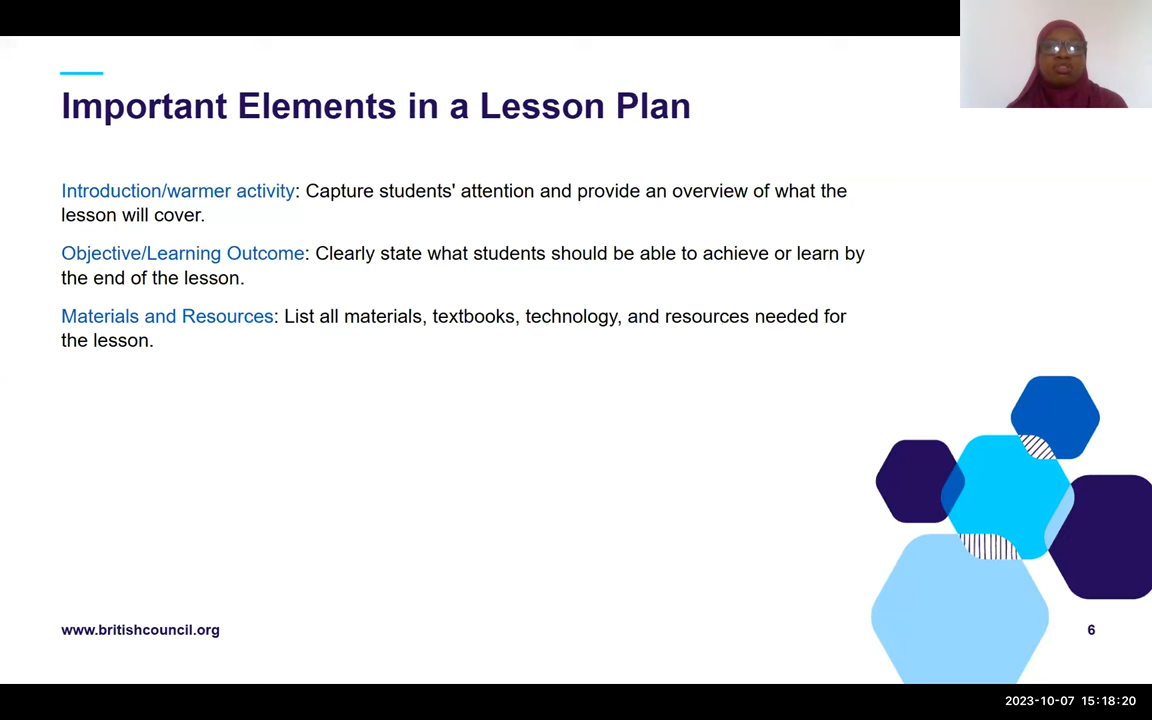 Important Elements in a Lesson Plan
Introduction/warmer activity: Capture students' attention and provide an overview of what the
lesson will cover.
Objective/Learning Outcome: Clearly state what students should be able to achieve or learn by
the end of the lesson.
Materials and Resources: List all materials, textbooks, technology, and resources needed for
the lesson.
www.britishcouncil.org
6
2023-10-07 15:18:20